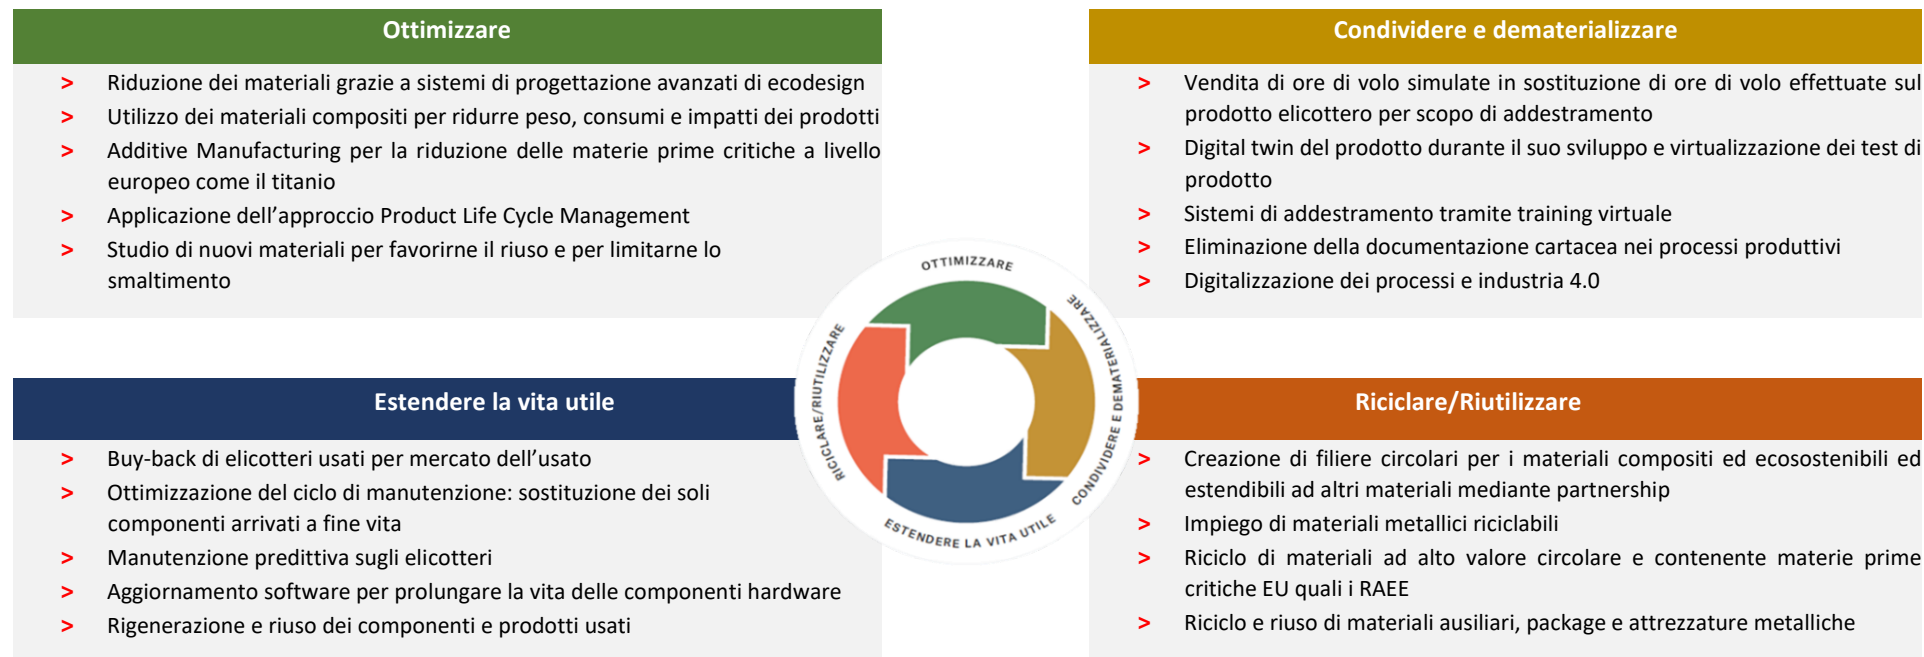 Ottimizzare
> Riduzione dei materiali grazie a sistemi di progettazione avanzati di ecodesign
> Utilizzo dei materiali compositi per ridurre peso, consumi e impatti dei prodotti
> Additive Manufacturing per la riduzione delle materie prime critiche a livello
europeo come il titanio
> Applicazione dell'approccio Product Life Cycle Management
> Studio di nuovi materiali per favorirne il riuso e per limitarne lo
smaltimento
Condividere e dematerializzare
> Vendita di ore di volo simulate in sostituzione di ore di volo effettuate sul
prodotto elicottero per scopo di addestramento
> Digital twin del prodotto durante il suo sviluppo e virtualizzazione dei test di
prodotto
> Sistemi di addestramento tramite training virtuale
> Eliminazione della documentazione cartacea nei processi produttivi
> Digitalizzazione dei processi e industria 4.0
OTTIMIZZARE
CONDIVIDERE E DEMATERIALIZZARE
ESTENDERE LA VITA UTILE
RICICLARE/RIUTILIZZARE
Estendere la vita utile
> Buy-back di elicotteri usati per mercato dell'usato
> Ottimizzazione del ciclo di manutenzione: sostituzione dei soli
componenti arrivati a fine vita
> Manutenzione predittiva sugli elicotteri
> Aggiornamento software per prolungare la vita delle componenti hardware
> Rigenerazione e riuso dei componenti e prodotti usati
Riciclare/Riutilizzare
> Creazione di filiere circolari per i materiali compositi ed ecosostenibili ed
estendibili ad altri materiali mediante partnership
> Impiego di materiali metallici riciclabili
> Riciclo di materiali ad alto valore circolare e contenente materie prime
critiche EU quali i RAEE
> Riciclo e riuso di materiali ausiliari, package e attrezzature metalliche